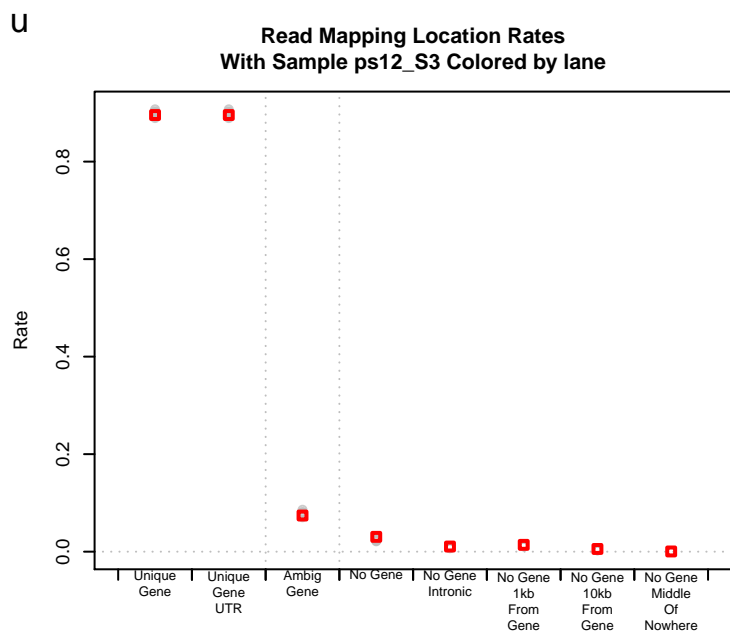 u
Read Mapping Location Rates
With Sample ps12_S3 Colored by lane
Rate
0.8
0.6
0.4
0.2
0.0
Unique
Gene
Unique
Gene
UTR
Ambig
Gene
No Gene
No Gene
Intronic
No Gene
1kb
From
Gene
No Gene
10kb
From
Gene
No Gene
Middle
Of
Nowhere